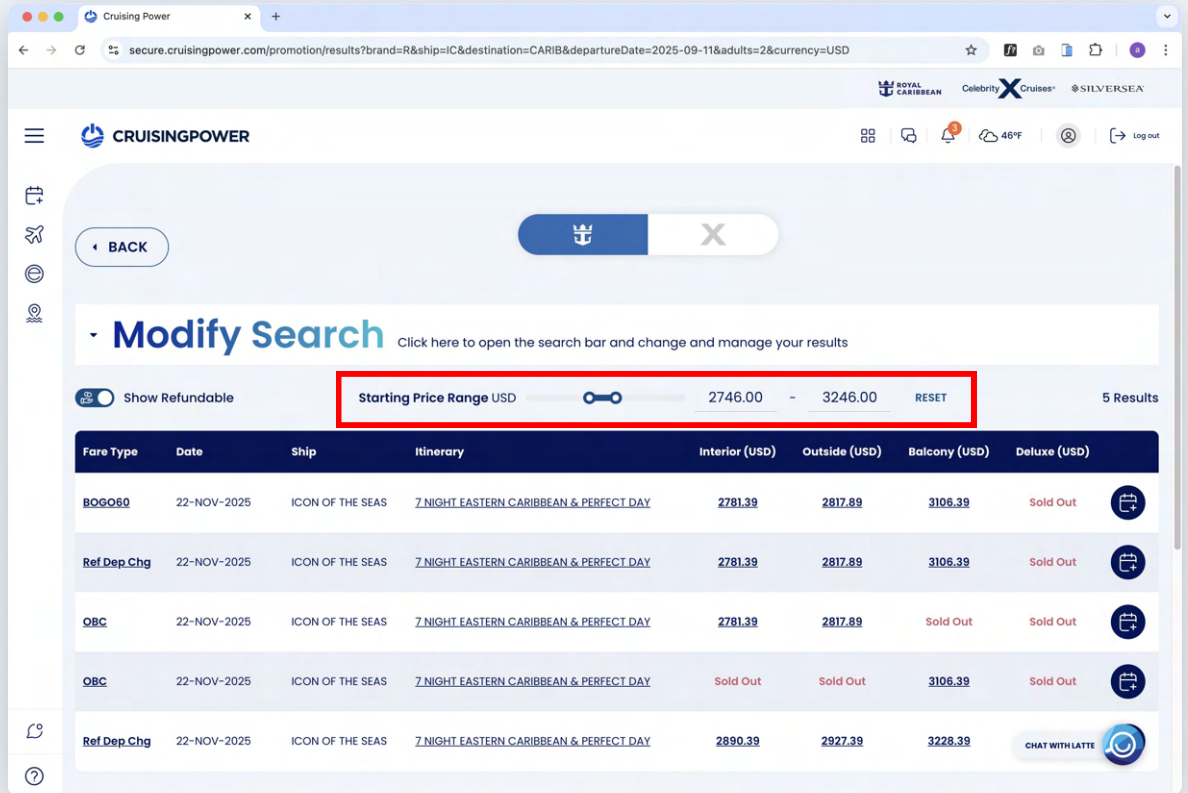 Cruising Power
secure.cruisingpower.com/promotion/results?brand=R&ship=IC&destination=CARIB&departureDate=2025-09-11&adults=2&currency=USD
a
ROYAL CARIBBEAN Celebrity X Cruises® SILVERSEA
CRUISINGPOWER 3 46°F Log out
BACK X
Modify Search Click here to open the search bar and change and manage your results
Show Refundable Starting Price Range USD 2746.00 - 3246.00 RESET 5 Results
Fare Type Date Ship Itinerary Interior (USD) Outside (USD) Balcony (USD) Deluxe (USD)
BOGO60 22-NOV-2025 ICON OF THE SEAS 7 NIGHT EASTERN CARIBBEAN & PERFECT DAY 2781.39 2817.89 3106.39 Sold Out
Ref Dep Chg 22-NOV-2025 ICON OF THE SEAS 7 NIGHT EASTERN CARIBBEAN & PERFECT DAY 2781.39 2817.89 3106.39 Sold Out
OBC 22-NOV-2025 ICON OF THE SEAS 7 NIGHT EASTERN CARIBBEAN & PERFECT DAY 2781.39 2817.89 Sold Out Sold Out
OBC 22-NOV-2025 ICON OF THE SEAS 7 NIGHT EASTERN CARIBBEAN & PERFECT DAY Sold Out Sold Out 3106.39 Sold Out
Ref Dep Chg 22-NOV-2025 ICON OF THE SEAS 7 NIGHT EASTERN CARIBBEAN & PERFECT DAY 2890.39 2927.39 3228.39 CHAT WITH LATTE